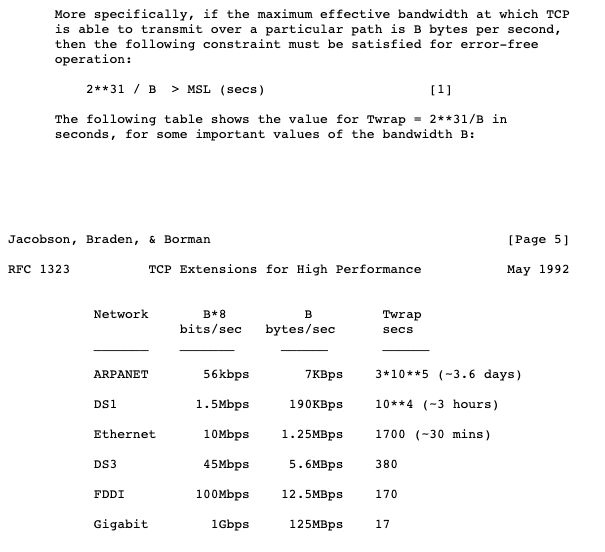 More specifically, if the maximum effective bandwidth at which TCP
is able to transmit over a particular path is B bytes per second,
then the following constraint must be satisfied for error-free
operation:
2**31 / B  > MSL (secs) [1]
The following table shows the value for Twrap = 2**31/B in
seconds, for some important values of the bandwidth B:
Jacobson, Braden, & Borman [Page 5]
RFC 1323 TCP Extensions for High Performance May 1992
Network B*8 B Twrap
bits/sec bytes/sec secs
_______ _______ ______ ______
ARPANET 56kbps 7KBps 3*10**5 (~3.6 days)
DS1 1.5Mbps 190KBps 10**4 (~3 hours)
Ethernet 10Mbps 1.25MBps 1700 (~30 mins)
DS3 45Mbps 5.6MBps 380
FDDI 100Mbps 12.5MBps 170
Gigabit 1Gbps 125MBps 17